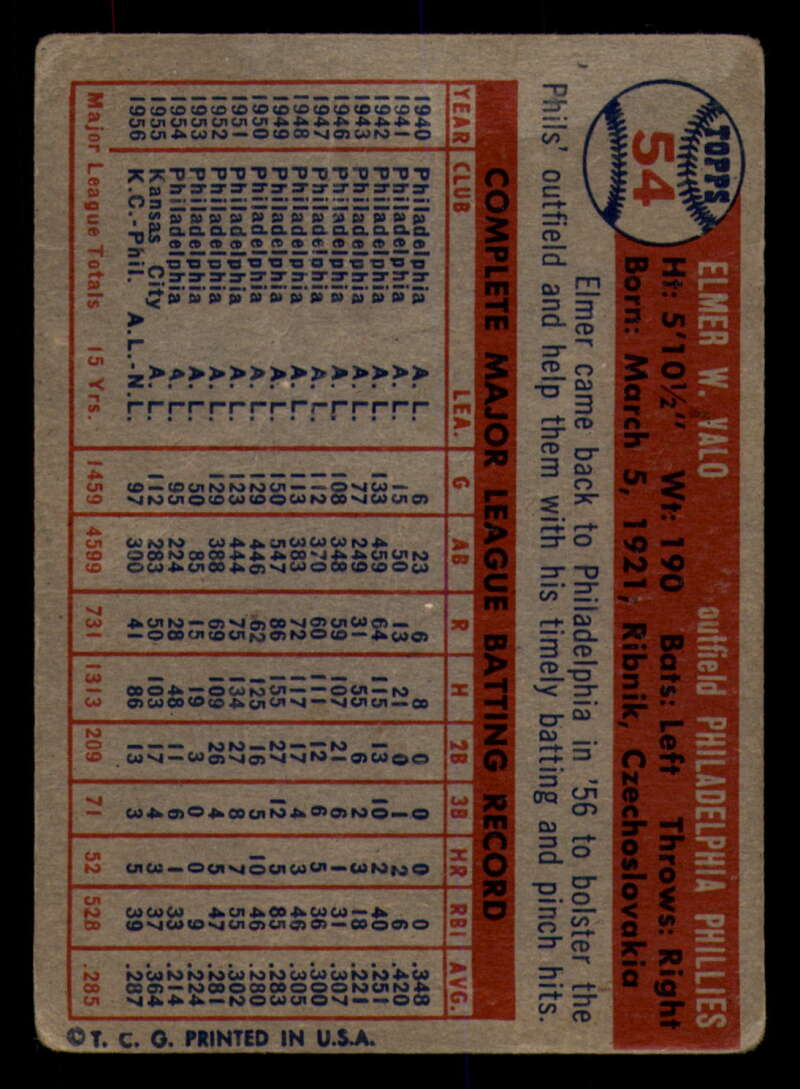 TOPPS
54
ELMER W. VALO outfield PHILADELPHIA PHILLIES
Ht: 5'10½" Wt: 190 Bats: Left Throws: Right
Born: March 5, 1921, Ribnik, Czechoslovakia
Elmer came back to Philadelphia in '56 to bolster the
Phils' outfield and help them with his timely batting and pinch hits.
COMPLETE MAJOR LEAGUE BATTING RECORD
YEAR CLUB LEA. G AB R H 2B 3B HR RBI AVG.
1940 Philadelphia A. L. 6 23 6 8 0 0 0 0 .348
1941 Philadelphia A. L. 15 50 13 21 0 1 2 6 .420
1942 Philadelphia A. L. 133 459 64 115 13 10 2 40 .251
1943 Philadelphia A. L. 77 249 31 55 6 2 3 18 .221
1946 Philadelphia A. L. 108 348 59 107 21 6 1 31 .307
1947 Philadelphia A. L. 112 370 60 111 12 6 5 36 .300
1948 Philadelphia A. L. 113 383 72 117 17 4 3 46 .305
1949 Philadelphia A. L. 150 547 86 155 27 12 5 85 .283
1950 Philadelphia A. L. 129 446 62 125 16 5 10 46 .280
1951 Philadelphia A. L. 123 444 75 134 27 8 7 55 .302
1952 Philadelphia A. L. 129 388 69 109 26 4 5 47 .281
1953 Philadelphia A. L. 50 85 15 19 3 0 0 9 .224
1954 Philadelphia A. L. 95 224 28 48 11 6 1 33 .214
1955 Kansas City A. L. 112 283 50 103 17 4 3 37 .364
1956 K.C.-Phil. A.L.-N.L. 97 300 41 86 13 3 5 39 .287
Major League Totals 15 Yrs. 1459 4599 731 1313 209 71 52 528 .285
© T. C. G. PRINTED IN U.S.A.